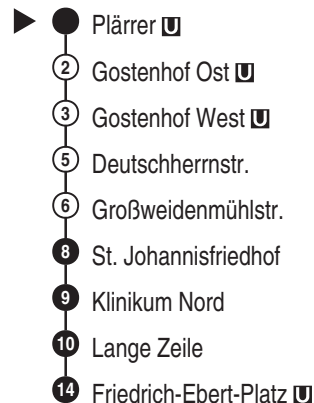 Plärrer U
2 Gostenhof Ost U
3 Gostenhof West U
5 Deutschherrnstr.
6 Großweidenmühlstr.
8 St. Johannisfriedhof
9 Klinikum Nord
10 Lange Zeile
14 Friedrich-Ebert-Platz U